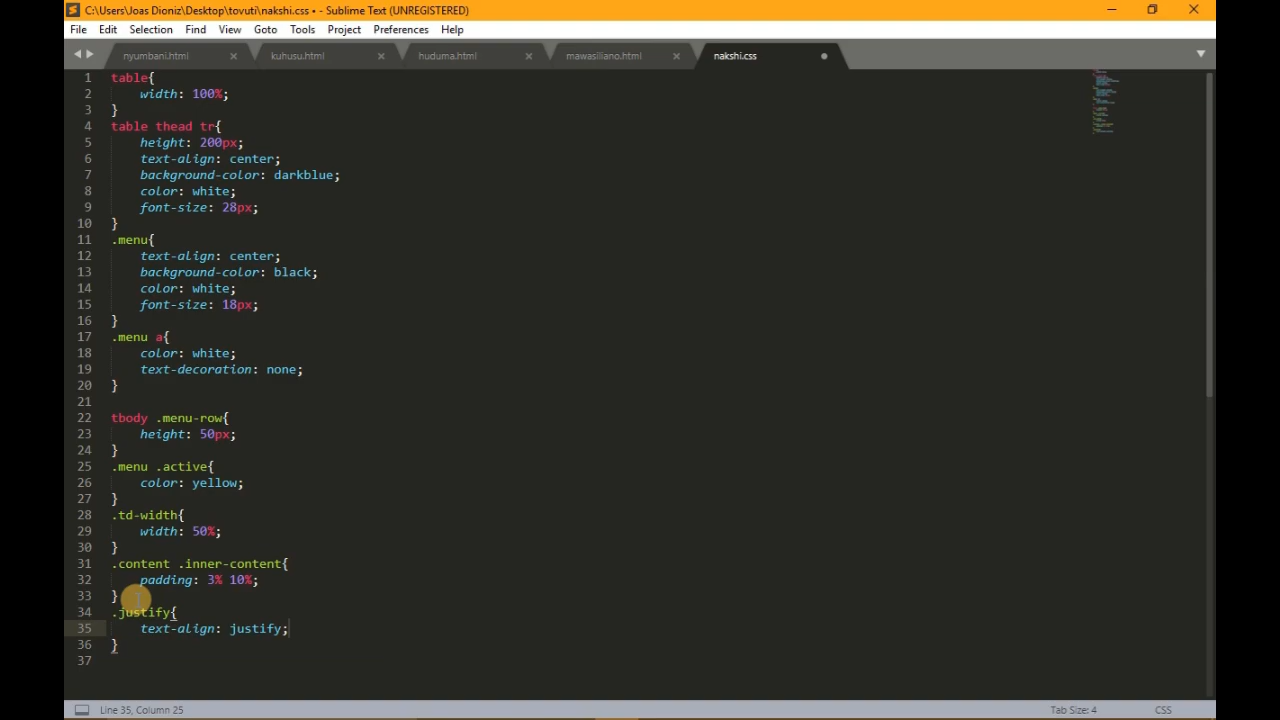 C:\Users\Joas Dioniz\Desktop\tovuti\nakshi.css • - Sublime Text (UNREGISTERED)
File Edit Selection Find View Goto Tools Project Preferences Help
nyumbani.html kuhusu.html huduma.html mawasiliano.html nakshi.css
1 table{
2 width: 100%;
3 }
4 table thead tr{
5 height: 200px;
6 text-align: center;
7 background-color: darkblue;
8 color: white;
9 font-size: 28px;
10 }
11 .menu{
12 text-align: center;
13 background-color: black;
14 color: white;
15 font-size: 18px;
16 }
17 .menu a{
18 color: white;
19 text-decoration: none;
20 }
21
22 tbody .menu-row{
23 height: 50px;
24 }
25 .menu .active{
26 color: yellow;
27 }
28 .td-width{
29 width: 50%;
30 }
31 .content .inner-content{
32 padding: 3% 10%;
33 }
34 .justify{
35 text-align: justify;
36 }
37
Line 35, Column 25 Tab Size: 4 CSS